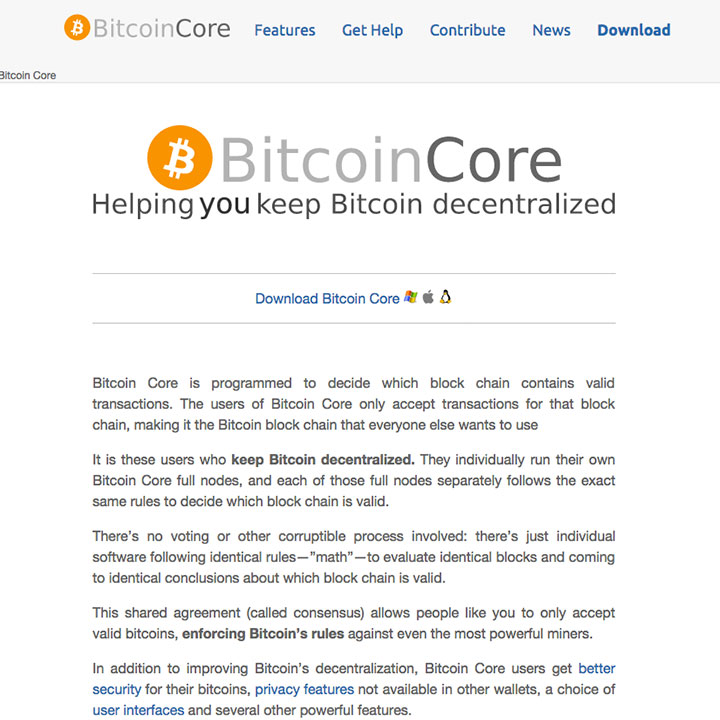 BitcoinCore Features Get Help Contribute News Download
Bitcoin Core
BitcoinCore
Helping you keep Bitcoin decentralized
Download Bitcoin Core
Bitcoin Core is programmed to decide which block chain contains valid
transactions. The users of Bitcoin Core only accept transactions for that block
chain, making it the Bitcoin block chain that everyone else wants to use
It is these users who keep Bitcoin decentralized. They individually run their own
Bitcoin Core full nodes, and each of those full nodes separately follows the exact
same rules to decide which block chain is valid.
There's no voting or other corruptible process involved: there's just individual
software following identical rules—”math”—to evaluate identical blocks and coming
to identical conclusions about which block chain is valid.
This shared agreement (called consensus) allows people like you to only accept
valid bitcoins, enforcing Bitcoin's rules against even the most powerful miners.
In addition to improving Bitcoin's decentralization, Bitcoin Core users get better
security for their bitcoins, privacy features not available in other wallets, a choice of
user interfaces and several other powerful features.